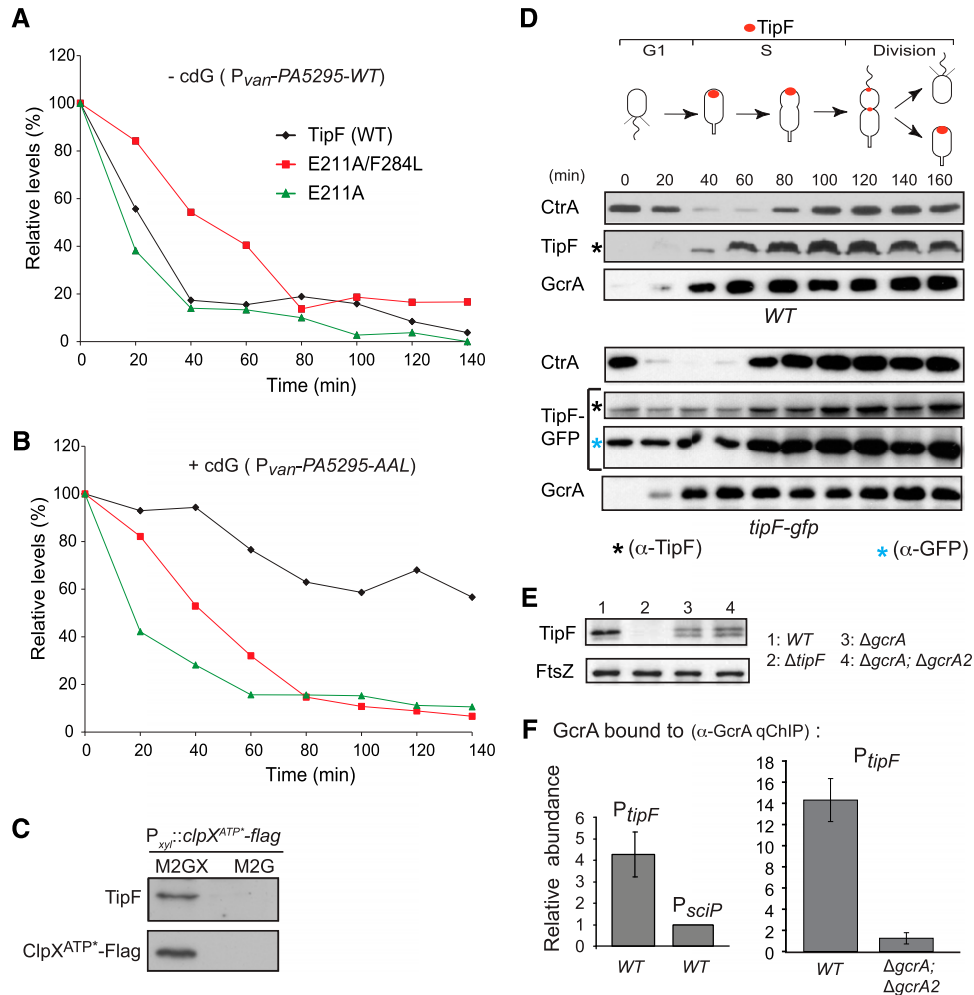 A
- cdG ( Pvan-PA5295-WT)
TipF (WT)
E211A/F284L
E211A
Relative levels (%)
120
100
80
60
40
20
0
0 20 40 60 80 100 120 140
Time (min)
B
+ cdG ( Pvan-PA5295-AAL)
Relative levels (%)
120
100
80
60
40
20
0
0 20 40 60 80 100 120 140
Time (min)
C
Pxyl::clpXATP*-flag
M2GX M2G
TipF
ClpXATP*-Flag
D
TipF
G1 S Division
(min) 0 20 40 60 80 100 120 140 160
CtrA
TipF *
GcrA
WT
CtrA
TipF-GFP * *
GcrA
tipF-gfp
* (α-TipF) * (α-GFP)
E
1 2 3 4
TipF
FtsZ
1: WT 3: ΔgcrA
2: ΔtipF 4: ΔgcrA; ΔgcrA2
F GcrA bound to (α-GcrA qChIP) :
Relative abundance
6
5
4
3
2
1
0
PtipF
PsciP
WT WT
18
16
14
12
10
8
6
4
2
0
PtipF
WT ΔgcrA;
ΔgcrA2